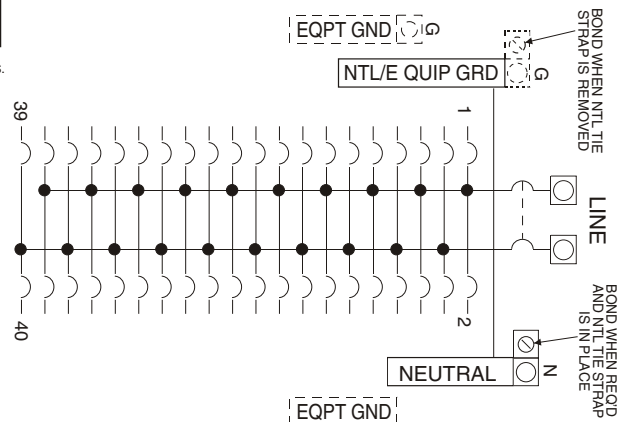 s.
EQPT GND
G
NTL/E QUIP GRD
G
BOND WHEN NTL TIE
STRAP IS REMOVED
39
1
LINE
40
2
BOND WHEN REQ'D
AND NTL TIE STRAP
IS IN PLACE
NEUTRAL
N
EQPT GND